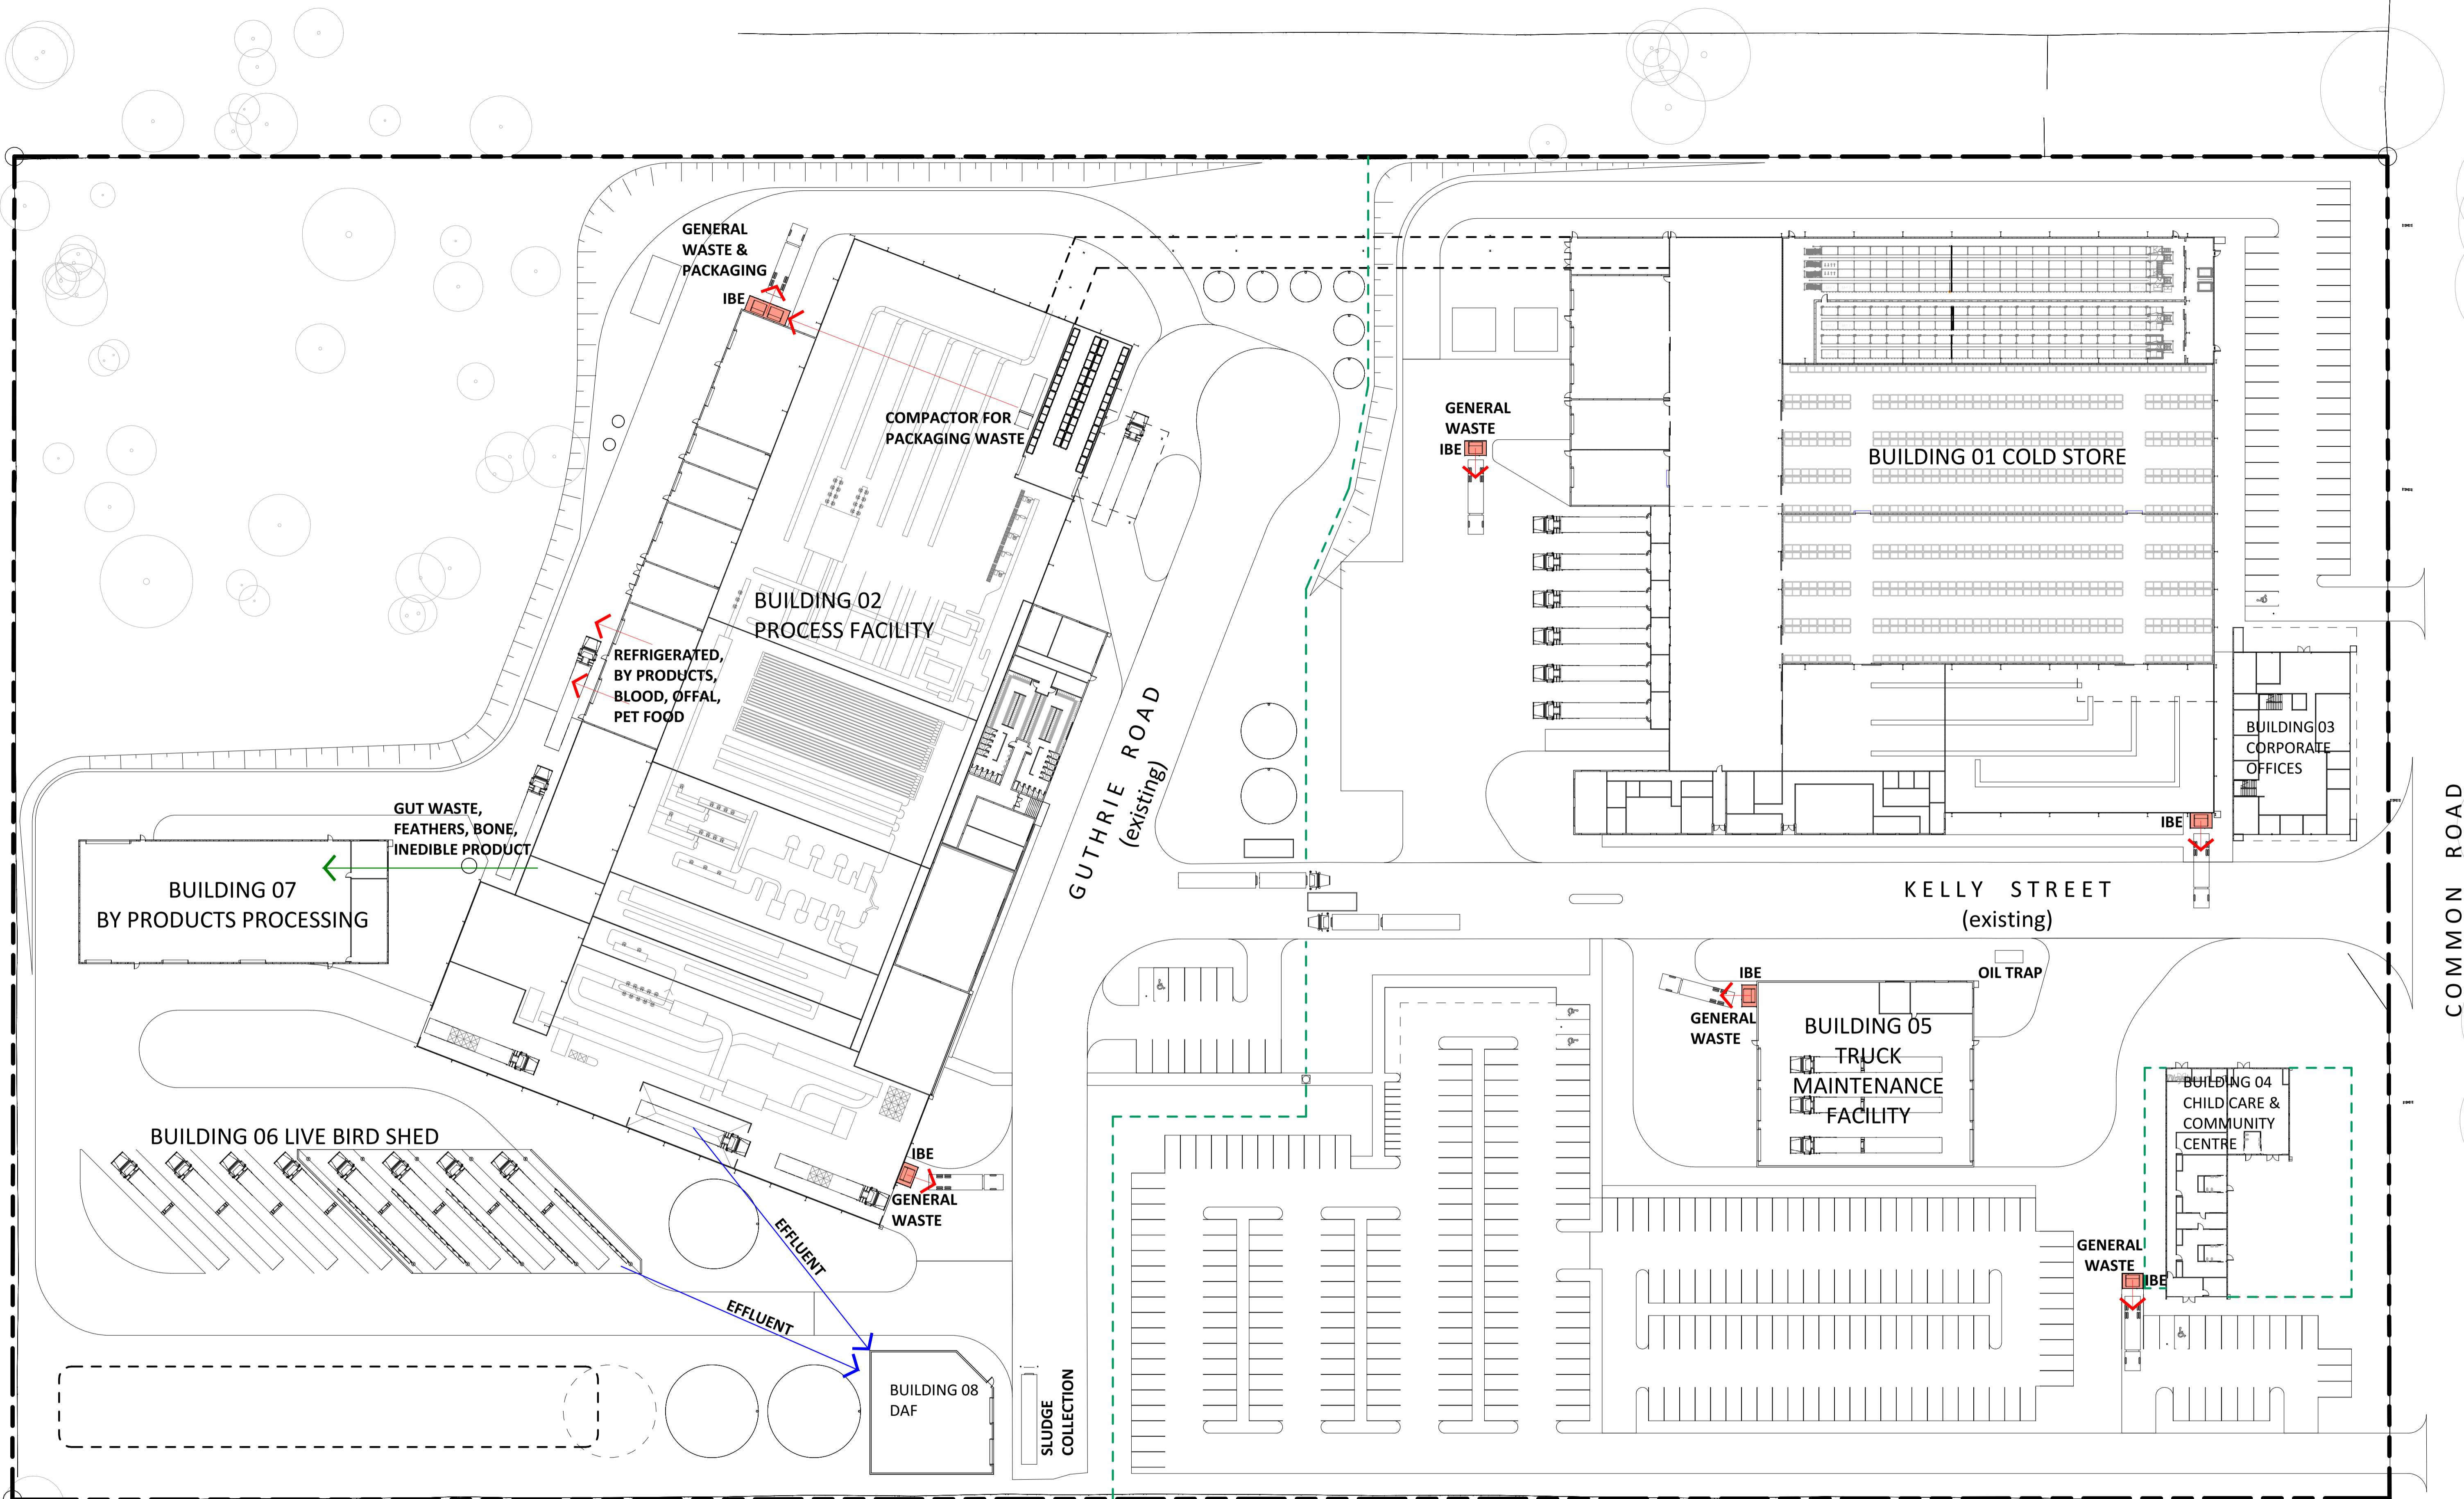 GENERAL
WASTE &
PACKAGING
IBE
COMPACTOR FOR
PACKAGING WASTE
GENERAL
WASTE
IBE
BUILDING 01 COLD STORE
BUILDING 02
PROCESS FACILITY
REFRIGERATED,
BY PRODUCTS,
BLOOD, OFFAL,
PET FOOD
GUTHRIE ROAD
(existing)
BUILDING 03
CORPORATE
OFFICES
IBE
COMMON ROAD
GUT WASTE,
FEATHERS, BONE,
INEDIBLE PRODUCT
BUILDING 07
BY PRODUCTS PROCESSING
KELLY STREET
(existing)
IBE
GENERAL
WASTE
OIL TRAP
BUILDING 05
TRUCK
MAINTENANCE
FACILITY
BUILDING 04
CHILD CARE &
COMMUNITY
CENTRE
BUILDING 06 LIVE BIRD SHED
IBE
GENERAL
WASTE
EFFLUENT
EFFLUENT
GENERAL
WASTE
IBE
BUILDING 08
DAF
SLUDGE
COLLECTION